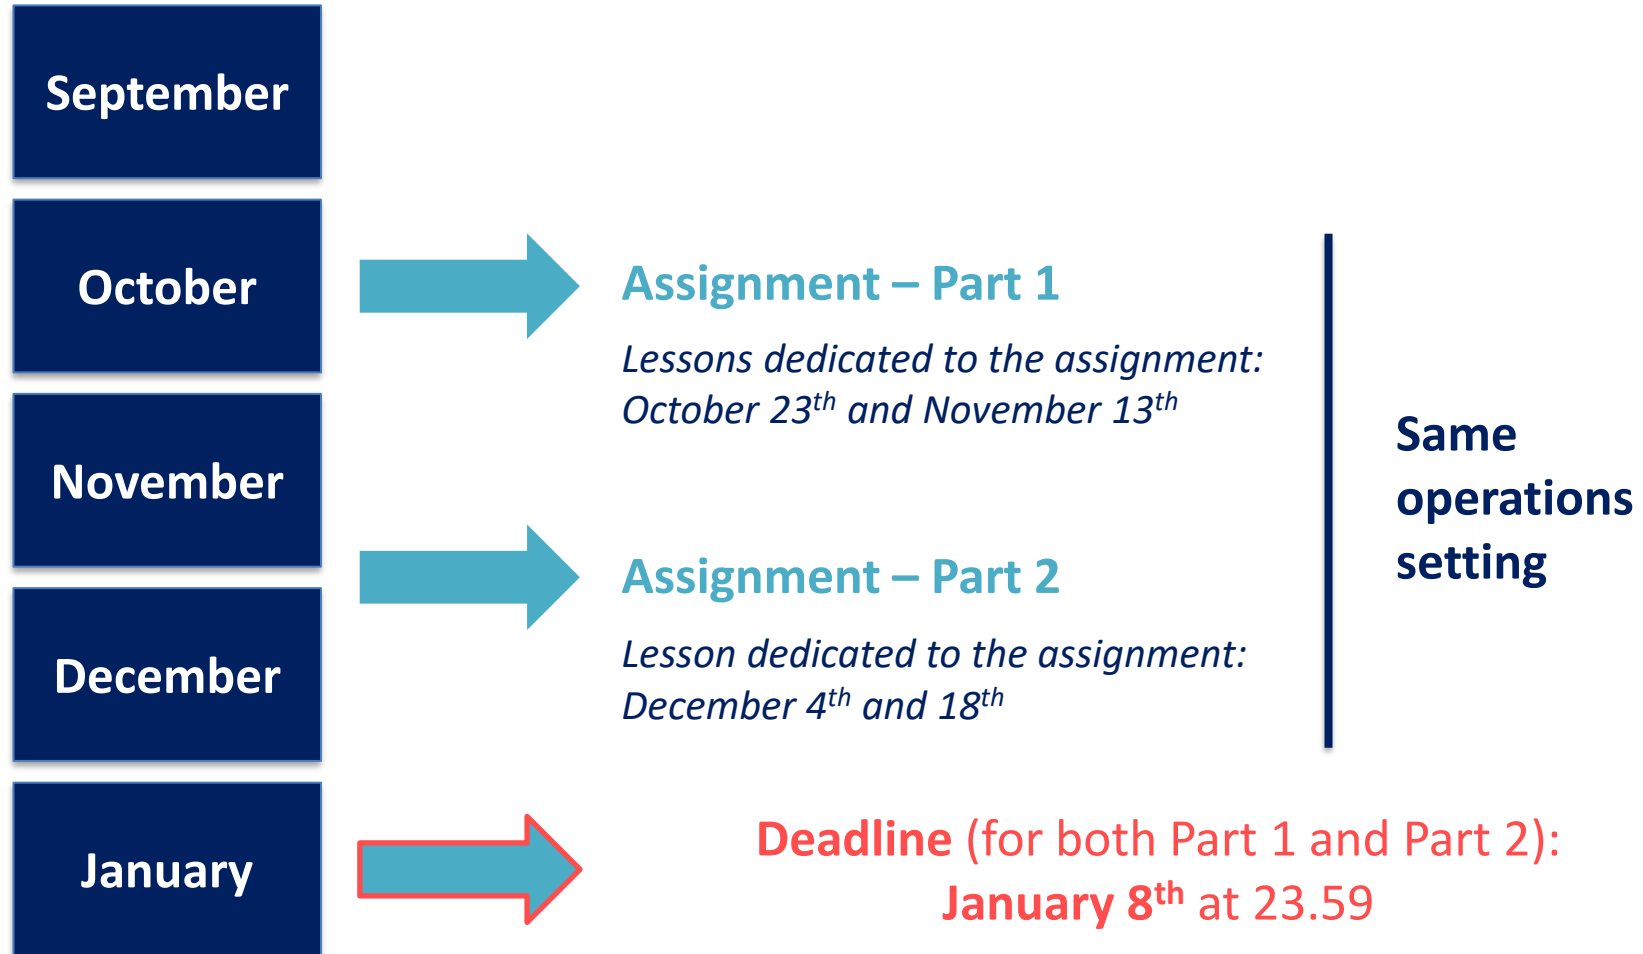 September
October
Assignment – Part 1
Lessons dedicated to the assignment:
October 23th and November 13th
November
Same
operations
setting
Assignment – Part 2
Lesson dedicated to the assignment:
December 4th and 18th
December
January
Deadline (for both Part 1 and Part 2):
January 8th at 23.59